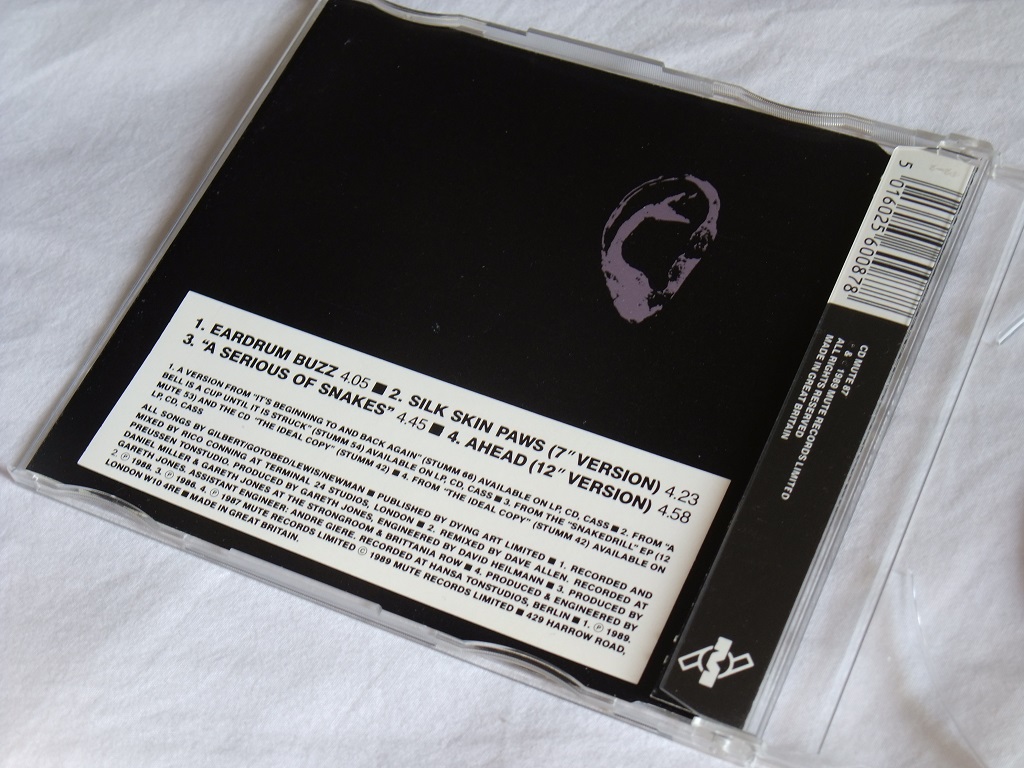 1. EARDRUM BUZZ 4.05 ■ 2. SILK SKIN PAWS (7" VERSION) 4.23
3. "A SERIOUS OF SNAKES" 4.45 ■ 4. AHEAD (12" VERSION) 4.58
1. A VERSION FROM "IT'S BEGINNING TO AND BACK AGAIN" (STUMM 66) AVAILABLE ON LP, CD, CASS ■ 2. FROM "A
BELL IS A CUP UNTIL IT IS STRUCK" (STUMM 54) AVAILABLE ON LP, CD, CASS ■ 3. FROM THE "SNAKEDRILL" EP (12
MUTE 53) AND THE CD "THE IDEAL COPY" (STUMM 42) ■ 4. FROM "THE IDEAL COPY" (STUMM 42) AVAILABLE ON
LP, CD, CASS
ALL SONGS BY GILBERT/GOTOBED/LEWIS/NEWMAN ■ PUBLISHED BY DYING ART LIMITED ■ 1. RECORDED AND
MIXED BY RICO CONNING AT TERMINAL 24 STUDIOS, LONDON ■ 2. REMIXED BY DAVE ALLEN. RECORDED AT
PREUSSEN TONSTUDIO, PRODUCED BY GARETH JONES, ENGINEERED BY DAVID HEILMANN ■ 3. PRODUCED BY
DANIEL MILLER & GARETH JONES AT THE STRONGROOM & BRITTANIA ROW ■ 4. PRODUCED & ENGINEERED BY
GARETH JONES. ASSISTANT ENGINEER: ANDRE GIERE. RECORDED AT HANSA TONSTUDIOS, BERLIN ■ 1. ℗ 1989.
2. ℗ 1988. 3. ℗ 1986. 4. ℗ 1987 MUTE RECORDS LIMITED © 1989 MUTE RECORDS LIMITED ■ 429 HARROW ROAD,
LONDON W10 4RE ■ MADE IN GREAT BRITAIN.
5 016025 600878
CD MUTE 87
& 1989 MUTE RECORDS LIMITED
ALL RIGHTS RESERVED
MADE IN GREAT BRITAIN